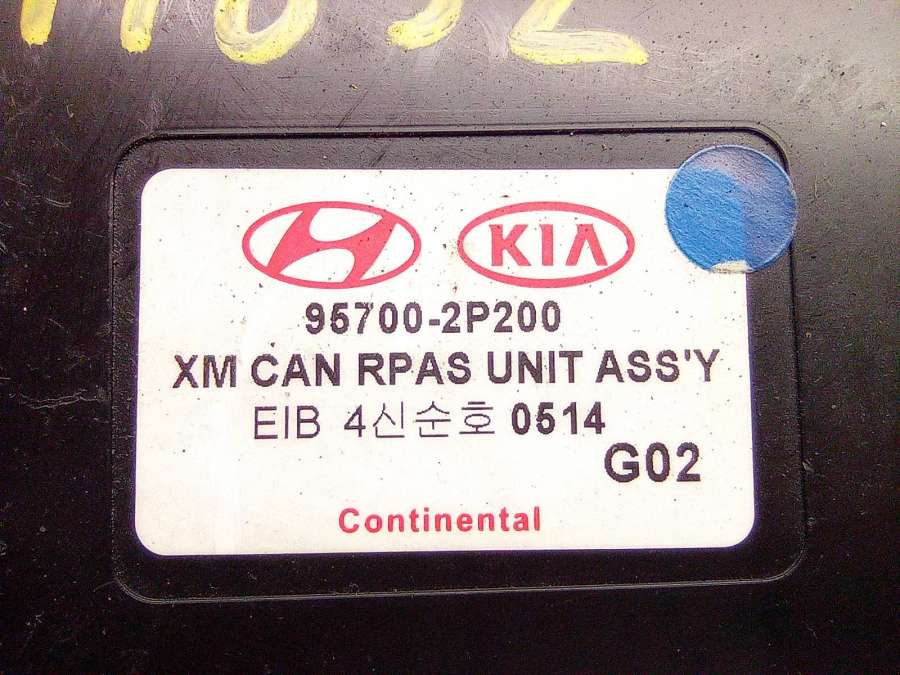 KIA
95700-2P200
XM CAN RPAS UNIT ASS'Y
EIB 4신순호 0514
G02
Continental